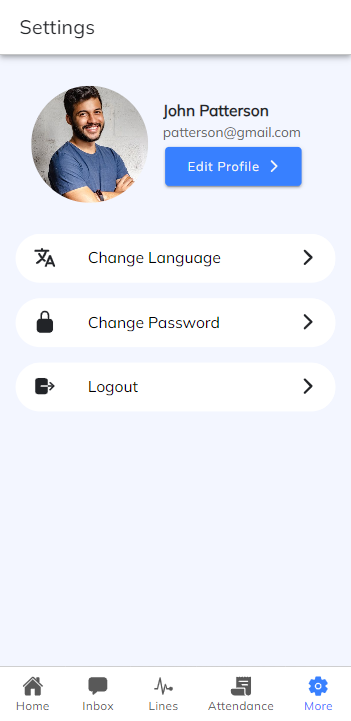 Settings
John Patterson
patterson@gmail.com
Edit Profile
Change Language
Change Password
Logout
Home
Inbox
Lines
Attendance
More